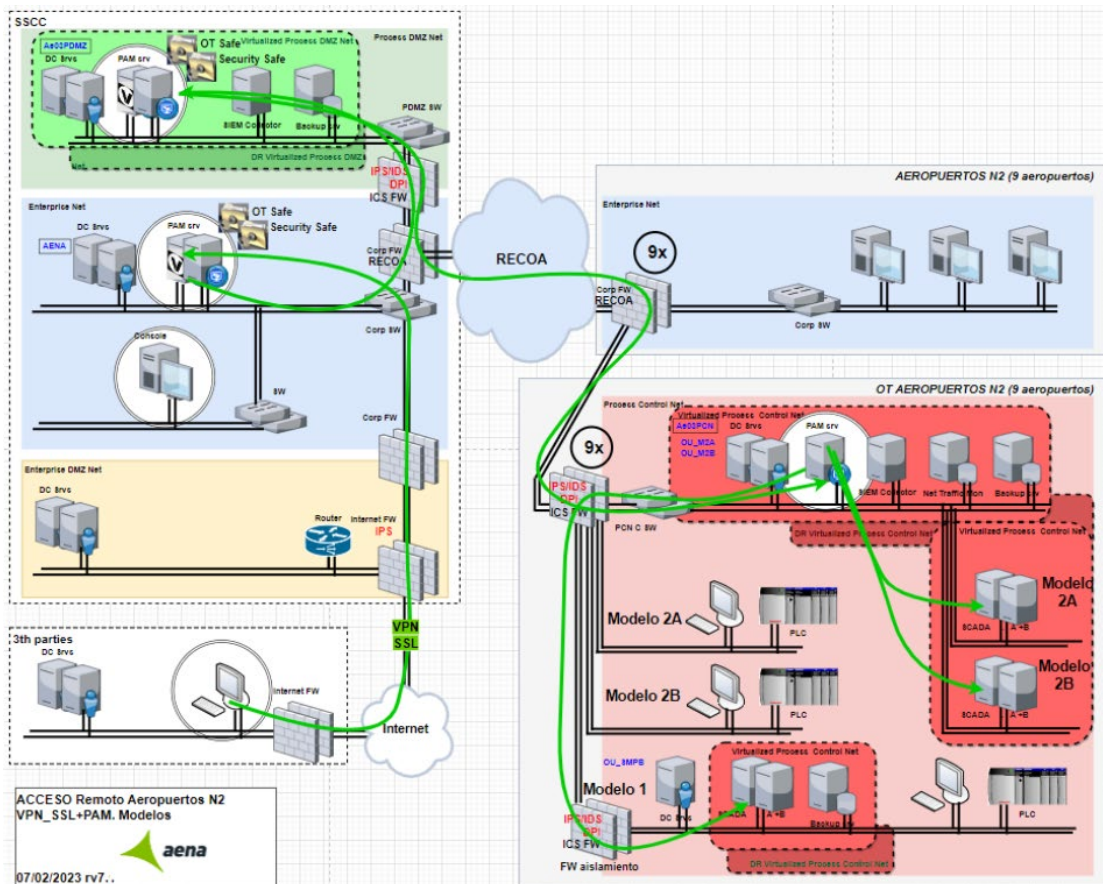 SSCC
Process DMZ Net
Virtualized Process DMZ Net
Ae00PDMZ
DC Srvs
PAM srv
OT Safe
Security Safe
SIEM Collector
Backup srv
PDMZ SW
DR Virtualized Process DMZ
Net
IPS/IDS
DPI
ICS FW
Enterprise Net
OT Safe
Security Safe
PAM srv
DC Srvs
AENA
Corp FW
RECOA
Corp SW
Console
SW
Corp FW
Enterprise DMZ Net
DC Srvs
Router
Internet FW
IPS
VPN
SSL
3th parties
DC Srvs
Internet FW
Internet
RECOA
AEROPUERTOS N2 (9 aeropuertos)
Enterprise Net
9x
Corp FW
RECOA
Corp SW
OT AEROPUERTOS N2 (9 aeropuertos)
Process Control Net
Virtualized Process Control Net
9x
OU_M2A
OU_M2B
DC Srvs
PAM srv
SIEM Collector
Net Traffic Mon
Backup srv
IPS/IDS
DPI
ICS FW
PCN C SW
DR Virtualized Process Control Net
Virtualized Process Control Net
Modelo
2A
SCADA
A +B
Modelo
2B
SCADA
A +B
Modelo 2A
PLC
Modelo 2B
PLC
OU_SMPB
Virtualized Process Control Net
Modelo 1
DC Srvs
SCADA
A +B
Backup srv
PLC
IPS/IDS
DPI
ICS FW
FW aislamiento
DR Virtualized Process Control Net
ACCESO Remoto Aeropuertos N2
VPN_SSL+PAM. Modelos
aena
07/02/2023 rv7..